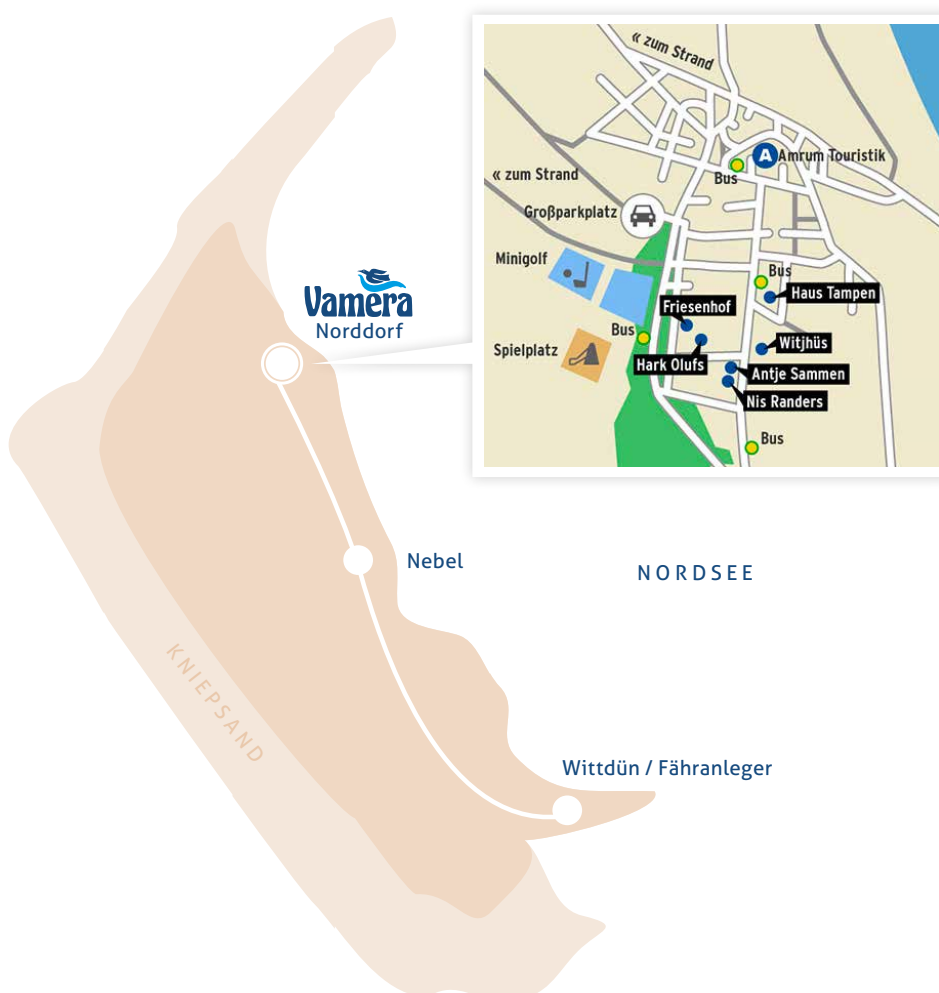 « zum Strand
A Amrum Touristik
Bus
« zum Strand
Großparkplatz
Minigolf
Bus
Haus Tampen
Friesenhof
Bus
Witjhüs
Spielplatz
Hark Olufs
Antje Sammen
Nis Randers
Bus
Vamera
Norddorf
Nebel
NORDSEE
KNIEPSAND
Wittdün / Fähranleger